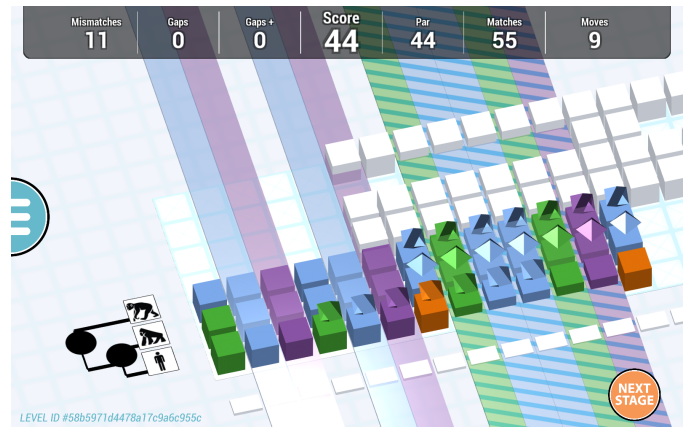 Mismatches Gaps Gaps + Score Par Matches Moves
11 0 0 44 44 55 9
NEXT
STAGE
LEVEL ID #58b5971d4478a17c9a6c955c